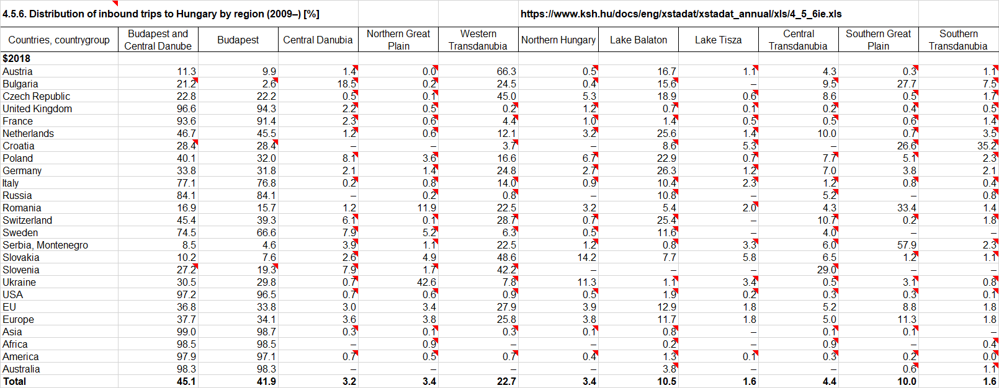 4.5.6. Distribution of inbound trips to Hungary by region (2009–) [%] https://www.ksh.hu/docs/eng/xstadat/xstadat_annual/xls/4_5_6ie.xls
Countries, countrygroup Budapest and Central Danube Budapest Central Danubia Northern Great Plain Western Transdanubia Northern Hungary Lake Balaton Lake Tisza Central Transdanubia Southern Great Plain Southern Transdanubia
$2018
Austria 11.3 9.9 1.4 0.0 66.3 0.5 16.7 1.1 4.3 0.3 1.1
Bulgaria 21.2 2.6 18.5 0.2 24.5 0.4 15.6 – 9.5 27.7 7.5
Czech Republic 22.8 22.2 0.5 0.1 45.0 5.3 18.9 0.6 8.6 0.5 1.7
United Kingdom 96.6 94.3 2.2 0.5 0.2 1.2 0.7 0.1 0.2 0.4 0.5
France 93.6 91.4 2.3 0.6 4.4 1.0 1.4 0.5 0.5 0.6 1.4
Netherlands 46.7 45.5 1.2 0.6 12.1 3.2 25.6 1.4 10.0 0.7 3.5
Croatia 28.4 28.4 – – 3.7 – 8.6 5.3 – 26.6 35.2
Poland 40.1 32.0 8.1 3.6 16.6 6.7 22.9 0.7 7.7 5.1 2.3
Germany 33.8 31.8 2.1 1.4 24.8 2.7 26.3 1.2 7.0 3.8 2.1
Italy 77.1 76.8 0.2 0.8 14.0 0.9 10.4 2.3 1.2 0.8 0.4
Russia 84.1 84.1 – 0.2 0.8 – 10.8 – 5.2 – 0.8
Romania 16.9 15.7 1.2 11.9 22.5 3.2 5.4 2.0 4.3 33.4 1.4
Switzerland 45.4 39.3 6.1 0.1 28.7 0.7 25.4 – 10.7 0.2 1.8
Sweden 74.5 66.6 7.9 5.2 6.3 0.5 11.6 – 4.0 – –
Serbia, Montenegro 8.5 4.6 3.9 1.1 22.5 1.2 0.8 3.3 6.0 57.9 2.3
Slovakia 10.2 7.6 2.6 4.9 48.6 14.2 7.7 5.8 6.5 1.2 1.1
Slovenia 27.2 19.3 7.9 1.7 42.2 – – – 29.0 – –
Ukraine 30.5 29.8 0.7 42.6 7.8 11.3 1.1 3.4 0.5 3.1 0.8
USA 97.2 96.5 0.7 0.6 0.9 0.5 1.9 0.2 0.3 0.3 0.1
EU 36.8 33.8 3.0 3.4 27.9 3.9 12.9 1.8 5.2 8.8 1.8
Europe 37.7 34.1 3.6 3.8 25.8 3.8 11.7 1.8 5.0 11.3 1.8
Asia 99.0 98.7 0.3 0.1 0.3 0.1 0.8 – 0.1 0.1 –
Africa 98.5 98.5 – 0.9 – – 0.2 – 0.9 – 0.4
America 97.9 97.1 0.7 0.5 0.7 0.4 1.3 0.1 0.3 0.2 0.0
Australia 98.3 98.3 – – – – 3.8 – – 0.6 1.1
Total 45.1 41.9 3.2 3.4 22.7 3.4 10.5 1.6 4.4 10.0 1.6